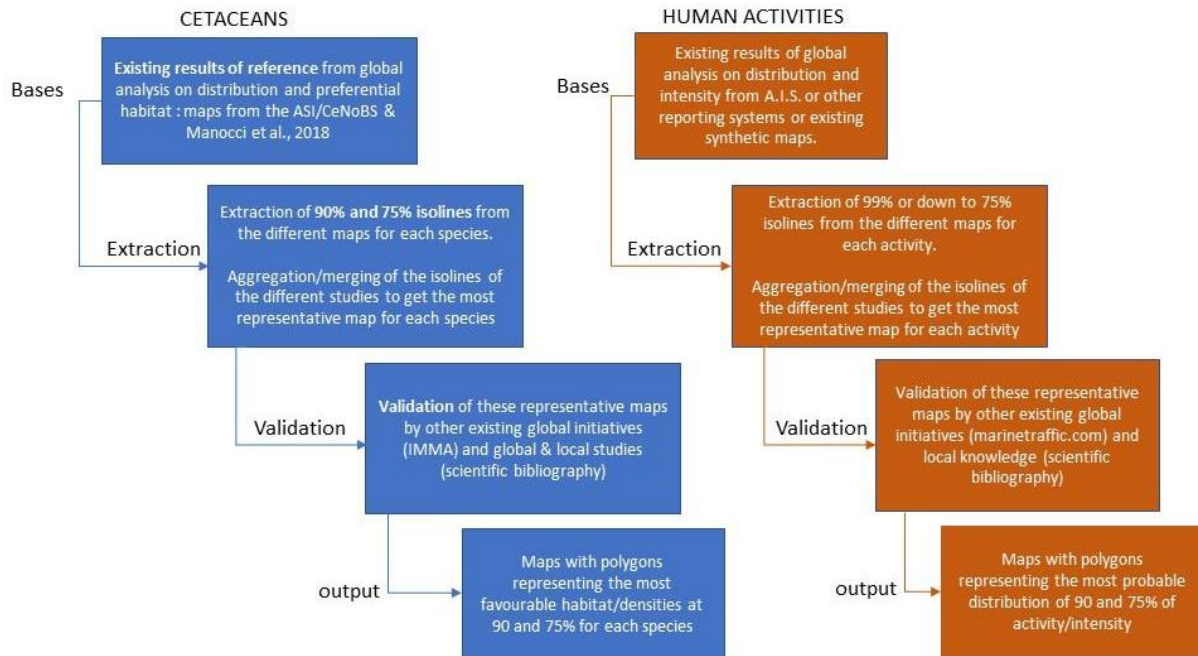 CETACEANS
Bases
Existing results of reference from global
analysis on distribution and preferential
habitat : maps from the ASI/CeNoBS &
Manocci et al., 2018
Extraction
Extraction of 90% and 75% isolines from
the different maps for each species.
Aggregation/merging of the isolines of
the different studies to get the most
representative map for each species
Validation
Validation of these representative maps
by other existing global initiatives
(IMMA) and global & local studies
(scientific bibliography)
output
Maps with polygons
representing the most
favourable habitat/densities at
90 and 75% for each species
HUMAN ACTIVITIES
Bases
Existing results of global
analysis on distribution and
intensity from A.I.S. or other
reporting systems or existing
synthetic maps.
Extraction
Extraction of 99% or down to 75%
isolines from the different maps for
each activity.
Aggregation/merging of the isolines of
the different studies to get the most
representative map for each activity
Validation
Validation of these representative
maps by other existing global
initiatives (marinetraffic.com) and
local knowledge (scientific
bibliography)
output
Maps with polygons
representing the most probable
distribution of 90 and 75% of
activity/intensity